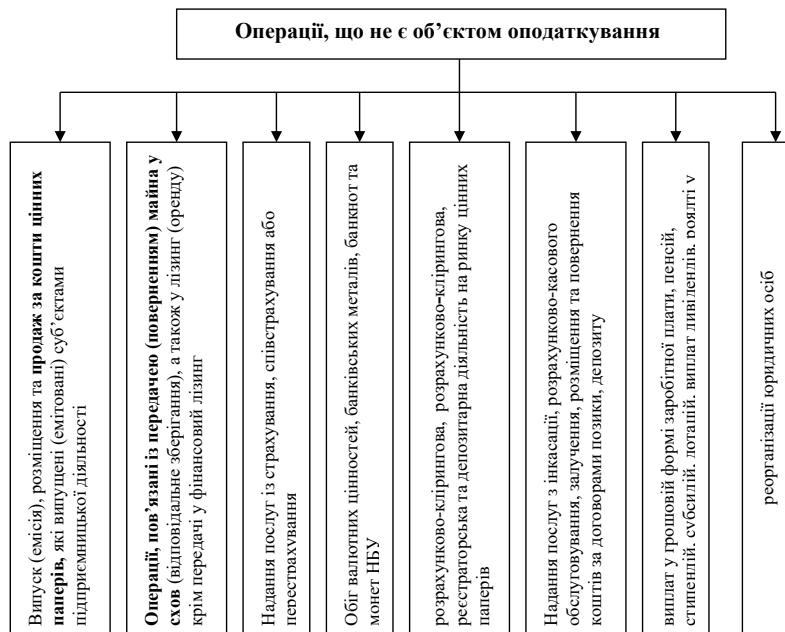 Операції, що не є об’єктом оподаткування
Випуск (емісія), розміщення та продаж за кошти цінних
паперів, які випущені (емітовані) суб’єктами
підприємницької діяльності
Операції, пов’язані із передачею (поверненням) майна у
схов (відповідальне зберігання), а також у лізинг (оренду)
крім передачі у фінансовий лізинг
Надання послуг із страхування, співстрахування або
перестрахування
Обіг валютних цінностей, банківських металів, банкнот та
монет НБУ
розрахунково-клірингова, розрахунково-клірингова,
реєстраторська та депозитарна діяльність на ринку цінних
паперів
Надання послуг з інкасації, розрахунково-касового
обслуговування, залучення, розміщення та повернення
коштів за договорами позики, депозиту
виплат у грошовій формі заробітної плати, пенсій,
стипендій, субсидій, дотацій, виплат дивідендів, роялті у
реорганізації юридичних осіб